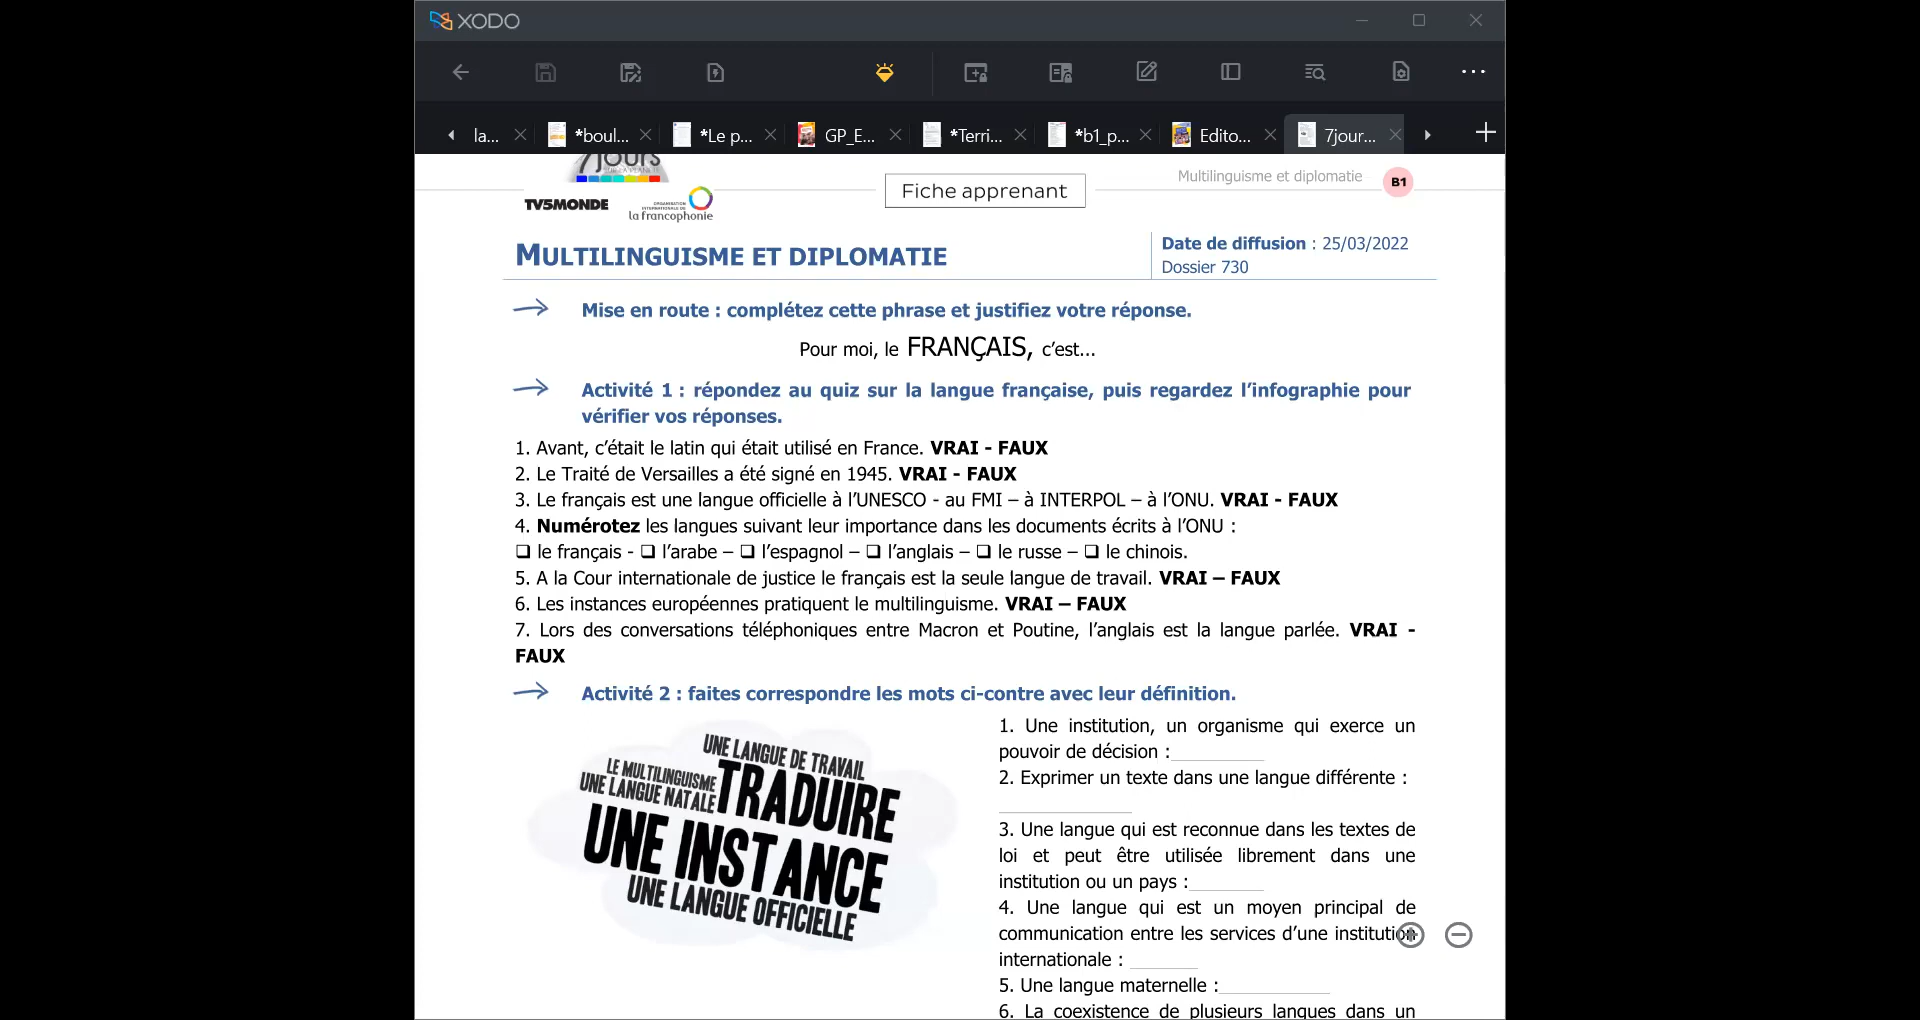 XODO
la...
*boul...
*Le p...
GP_E...
*Terri...
*b1_p...
Edito...
7jour...
7 jours
TV5MONDE
ORGANISATION
INTERNATIONALE DE
la francophonie
Fiche apprenant
Multilinguisme et diplomatie
B1
MULTILINGUISME ET DIPLOMATIE
Date de diffusion : 25/03/2022
Dossier 730
Mise en route : complétez cette phrase et justifiez votre réponse.
Pour moi, le FRANÇAIS, c’est...
Activité 1 : répondez au quiz sur la langue française, puis regardez l’infographie pour
vérifier vos réponses.
1. Avant, c’était le latin qui était utilisé en France. VRAI - FAUX
2. Le Traité de Versailles a été signé en 1945. VRAI - FAUX
3. Le français est une langue officielle à l’UNESCO - au FMI – à INTERPOL – à l’ONU. VRAI - FAUX
4. Numérotez les langues suivant leur importance dans les documents écrits à l’ONU :
❑ le français - ❑ l’arabe – ❑ l’espagnol – ❑ l’anglais – ❑ le russe – ❑ le chinois.
5. A la Cour internationale de justice le français est la seule langue de travail. VRAI – FAUX
6. Les instances européennes pratiquent le multilinguisme. VRAI – FAUX
7. Lors des conversations téléphoniques entre Macron et Poutine, l’anglais est la langue parlée. VRAI -
FAUX
Activité 2 : faites correspondre les mots ci-contre avec leur définition.
UNE LANGUE DE TRAVAIL
LE MULTILINGUISME
UNE LANGUE NATALE
TRADUIRE
UNE INSTANCE
UNE LANGUE OFFICIELLE
1. Une institution, un organisme qui exerce un
pouvoir de décision :
2. Exprimer un texte dans une langue différente :
3. Une langue qui est reconnue dans les textes de
loi et peut être utilisée librement dans une
institution ou un pays :
4. Une langue qui est un moyen principal de
communication entre les services d’une institution
internationale :
5. Une langue maternelle :
6. La coexistence de plusieurs langues dans un